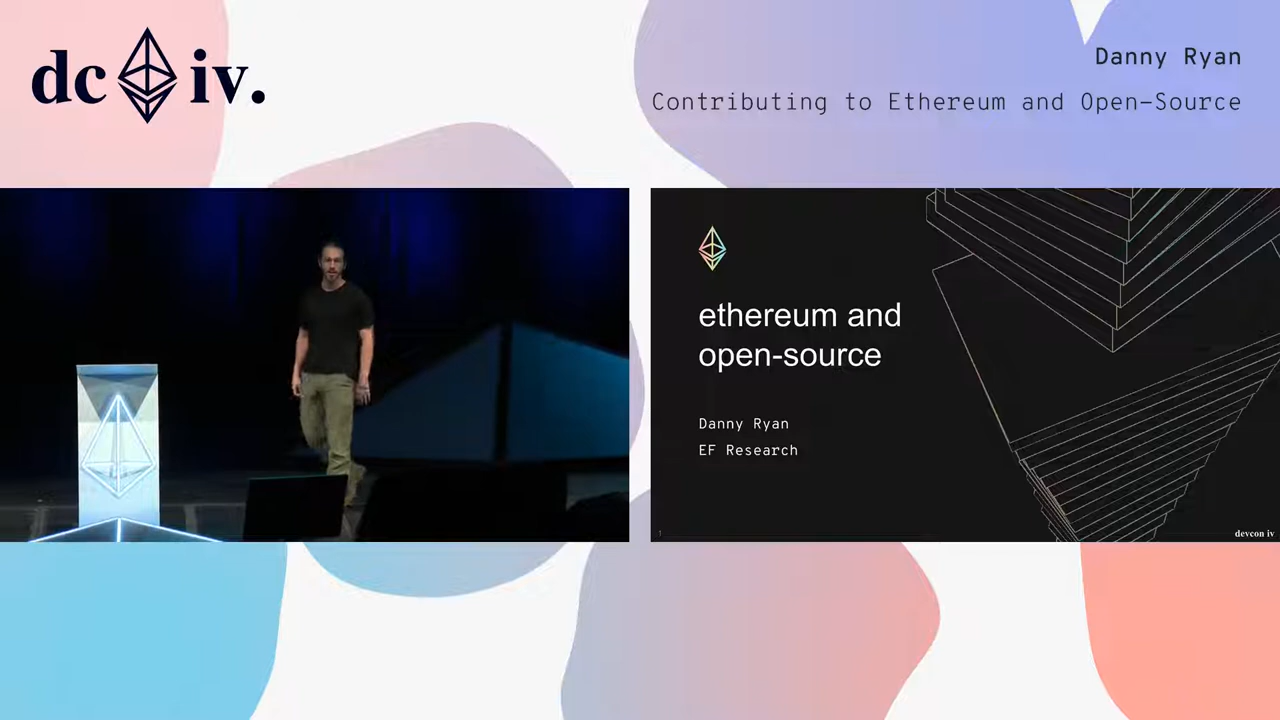 dc iv.
Danny Ryan
Contributing to Ethereum and Open-Source
ethereum and
open-source
Danny Ryan
EF Research
1
devcon iv